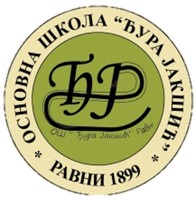 ОСНОВНА ШКОЛА “ЂУРА ЈАКШИЋ”
ЂР
ОШ " Ђура Јакшић" Равни
* РАВНИ 1899 *